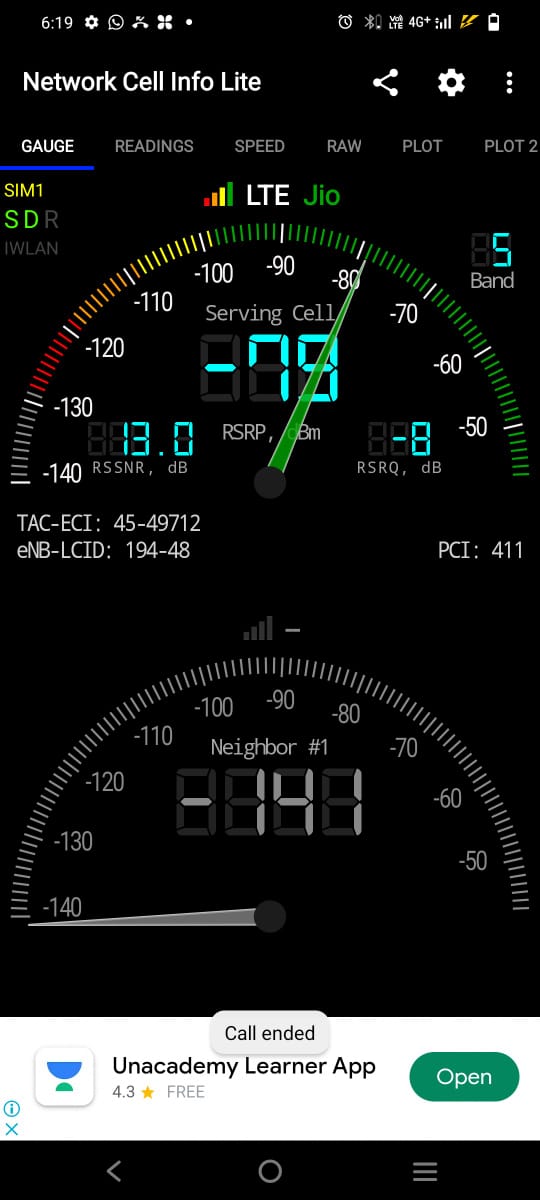 6:19
VoI LTE 4G+
Network Cell Info Lite
GAUGE READINGS SPEED RAW PLOT PLOT 2
SIM1
LTE Jio
S D R
IWLAN
5
Band
-140 -130 -120 -110 -100 -90 -80 -70 -60 -50
Serving Cell
-79
RSRP, dBm
13.0
RSSNR, dB
-8
RSRQ, dB
TAC-ECI: 45-49712
eNB-LCID: 194-48
PCI: 411
–
-140 -130 -120 -110 -100 -90 -80 -70 -60 -50
Neighbor #1
-141
Call ended
Unacademy Learner App
4.3 ★ FREE
Open